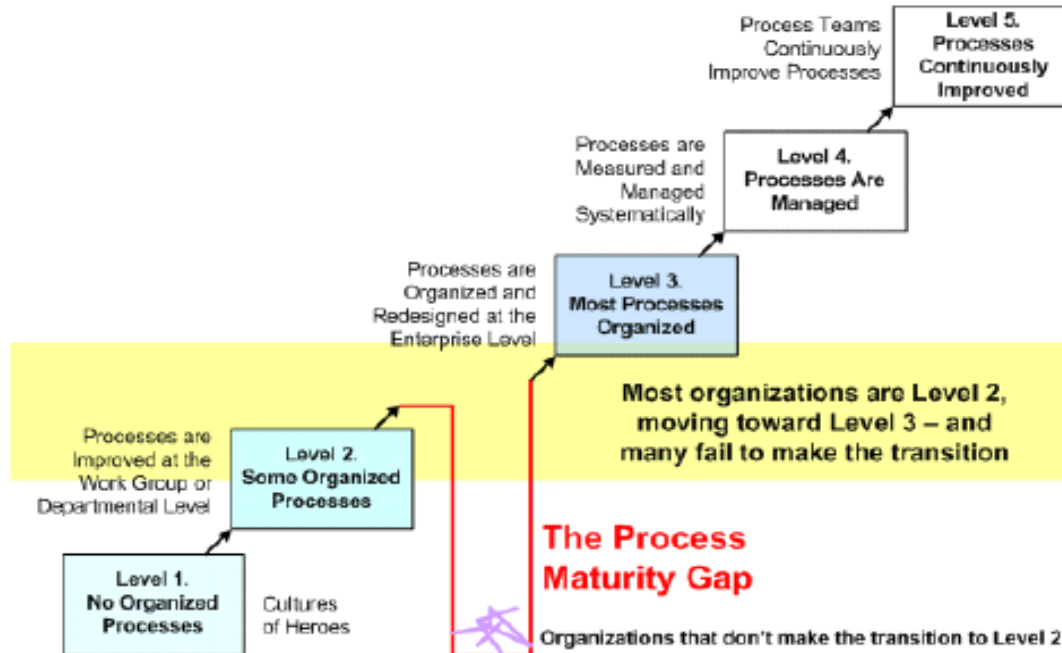 Process Teams
Continuously
Improve Processes
Level 5.
Processes
Continuously
Improved
Processes are
Measured and
Managed
Systematically
Level 4.
Processes Are
Managed
Processes are
Organized and
Redesigned at the
Enterprise Level
Level 3.
Most Processes
Organized
Most organizations are Level 2,
moving toward Level 3 – and
many fail to make the transition
Processes are
Improved at the
Work Group or
Departmental Level
Level 2.
Some Organized
Processes
The Process
Maturity Gap
Level 1.
No Organized
Processes
Cultures
of Heroes
Organizations that don't make the transition to Level 2